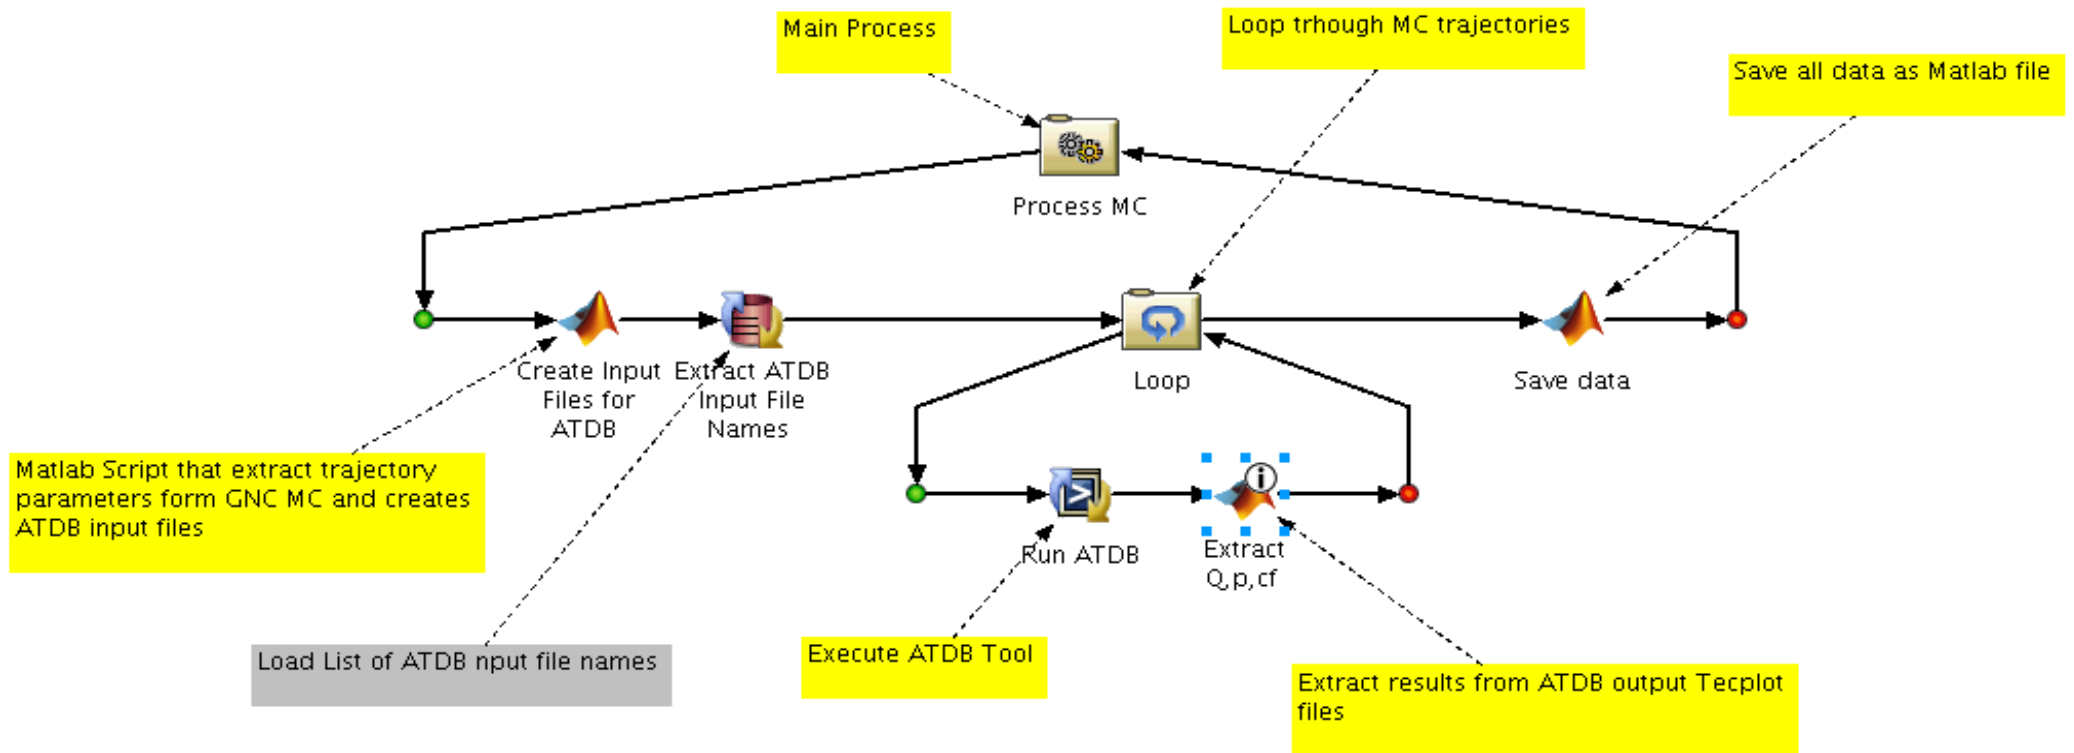 Main Process
Loop trhough MC trajectories
Save all data as Matlab file
Process MC
Create Input
Files for
ATDB
Extract ATDB
Input File
Names
Loop
Save data
Matlab Script that extract trajectory
parameters form GNC MC and creates
ATDB input files
Run ATDB
Extract
Q,p,cf
Load List of ATDB nput file names
Execute ATDB Tool
Extract results from ATDB output Tecplot
files